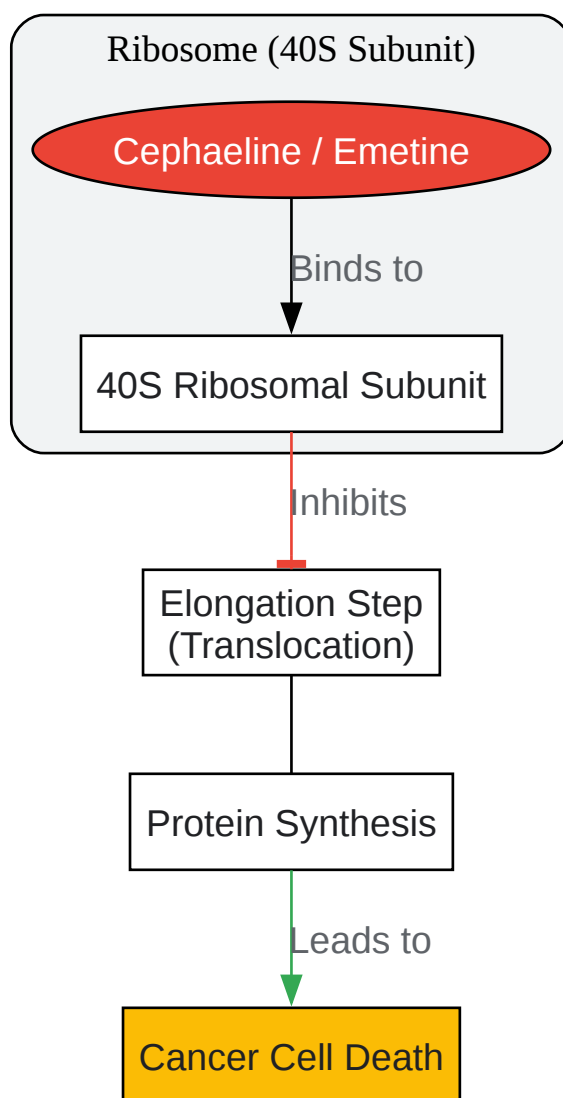 Ribosome (40S Subunit)
Cephaeline / Emetine
Binds to
40S Ribosomal Subunit
Inhibits
Elongation Step
(Translocation)
Protein Synthesis
Leads to
Cancer Cell Death